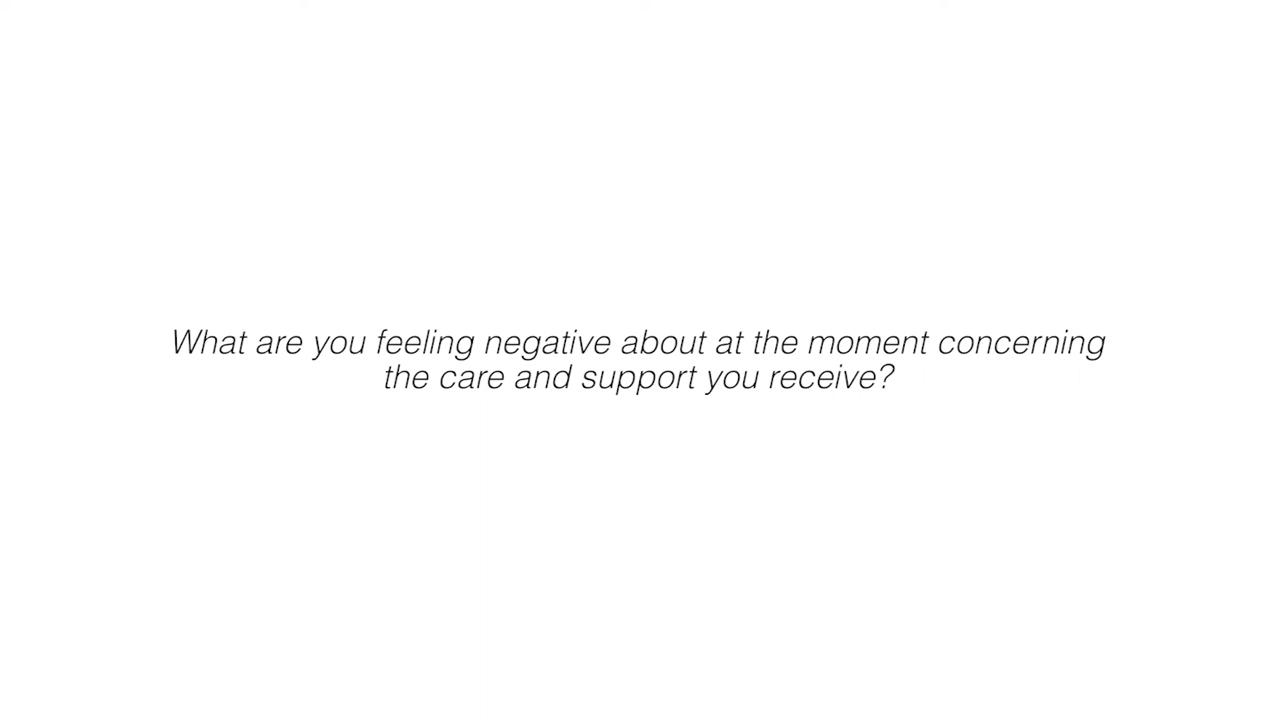 What are you feeling negative about at the moment concerning
the care and support you receive?